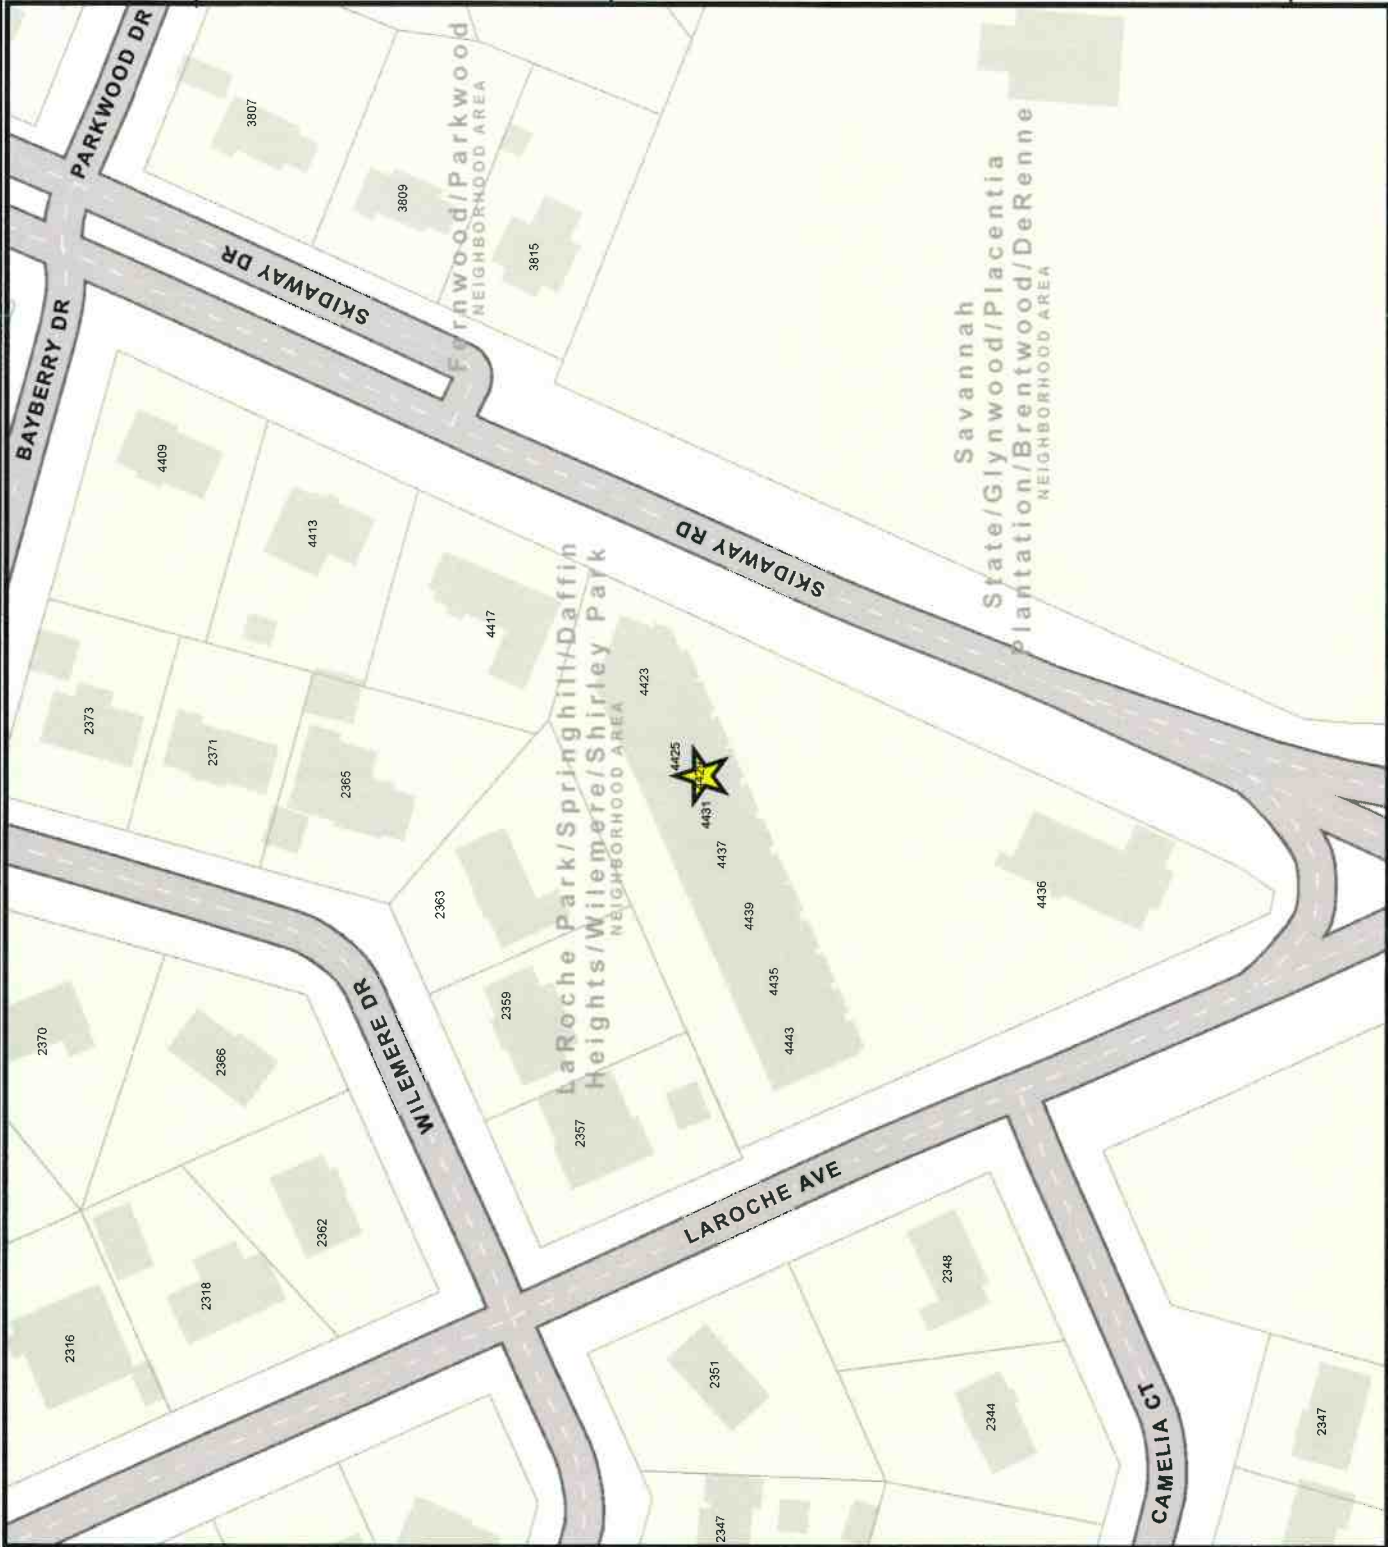 PARKWOOD DR
BAYBERRY DR
SKIDAWAY DR
SKIDAWAY RD
WILEMERE DR
LAROCHE AVE
CAMELIA CT
Fernwood/Parkwood
NEIGHBORHOOD AREA
LaRoche Park/Springhill/Daffin
Heights/Wilemere/Shirley Park
NEIGHBORHOOD AREA
Savannah
State/Glynwood/Placentia
Plantation/Brentwood/DeRenne
NEIGHBORHOOD AREA
3807
3809
3815
4409
4413
4417
4423
4425
4431
4437
4439
4435
4443
4436
2373
2371
2365
2363
2359
2357
2370
2366
2362
2318
2316
2351
2348
2344
2347
2347